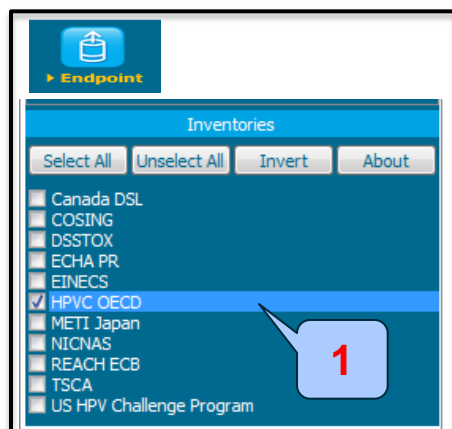 Endpoint
Inventories
Select All Unselect All Invert About
Canada DSL
COSING
DSSTOX
ECHA PR
EINECS
HPVC OECD
METI Japan
NICNAS
REACH ECB
TSCA
US HPV Challenge Program
1